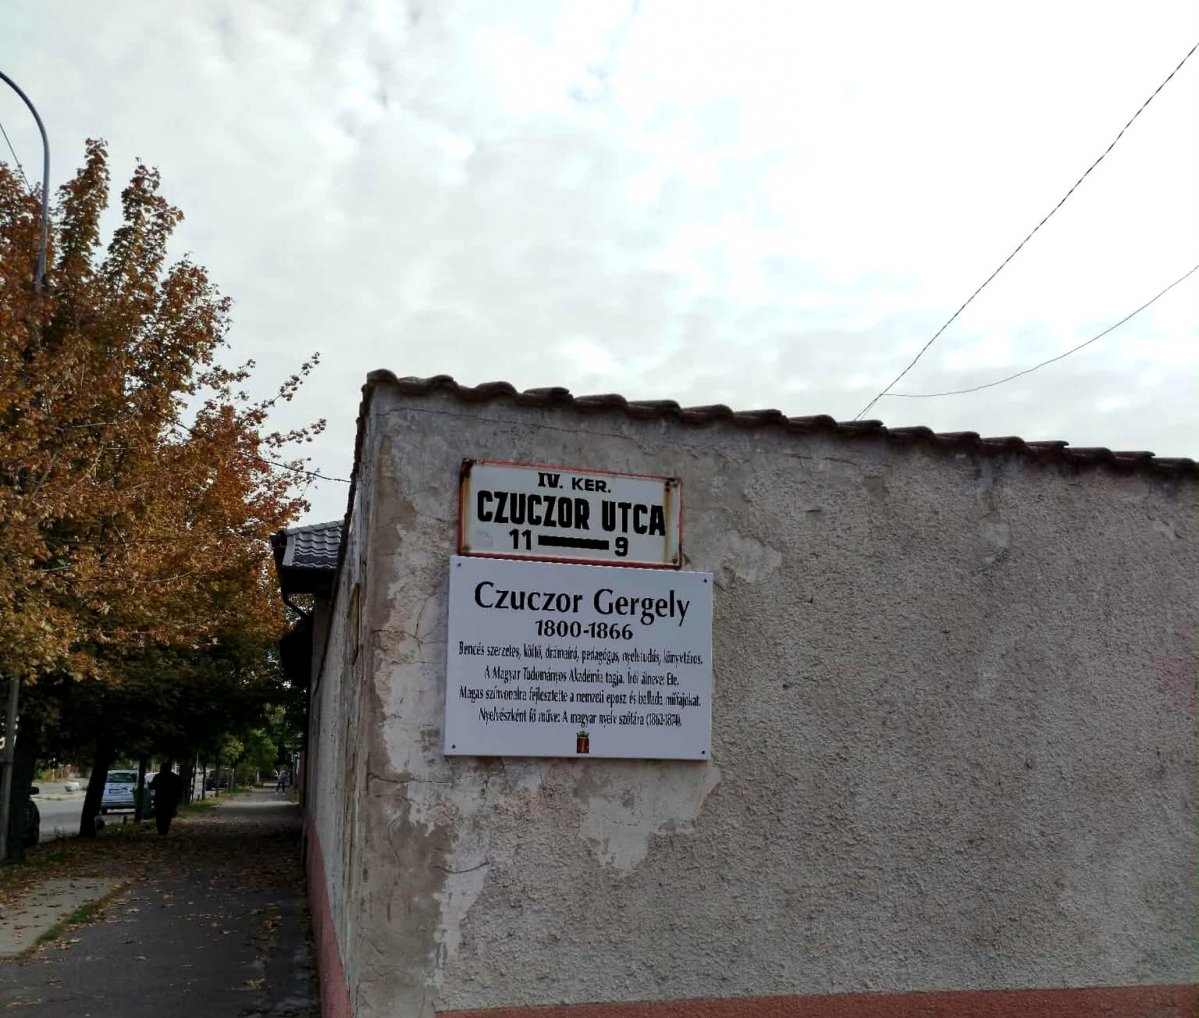 IV. KER.
CZUCZOR UTCA
11 — 9
Czuczor Gergely
1800-1866
Bencés szerzetes, költő, drámaíró, pedagógus, nyelvtudós, könyvtáros.
A Magyar Tudományos Akadémia tagja. Írói álneve: Ete.
Magas színvonalra fejlesztette a nemzeti eposz és ballada műfajokat.
Nyelvészként fő műve: A magyar nyelv szótára (1862-1874).